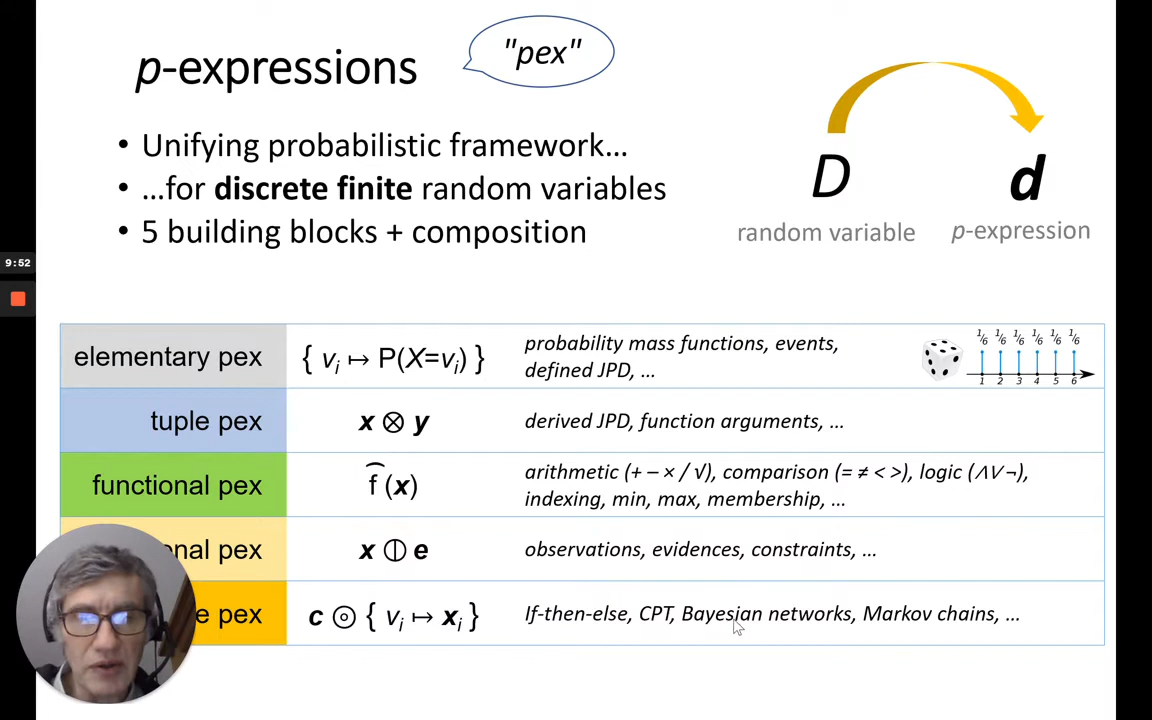 p-expressions
"pex"
• Unifying probabilistic framework…
• …for discrete finite random variables
• 5 building blocks + composition
D
d
random variable
p-expression
9:52
elementary pex
{ vi ↦ P(X=vi) }
probability mass functions, events,
defined JPD, …
1/6 1/6 1/6 1/6 1/6 1/6
1 2 3 4 5 6
tuple pex
x ⊗ y
derived JPD, function arguments, …
functional pex
f (x)
arithmetic (+ – × / √), comparison (= ≠ < >), logic (∧∨¬),
indexing, min, max, membership, …
onal pex
x ⦶ e
observations, evidences, constraints, …
e pex
c ⊚ { vi ↦ xi }
If-then-else, CPT, Bayesian networks, Markov chains, …